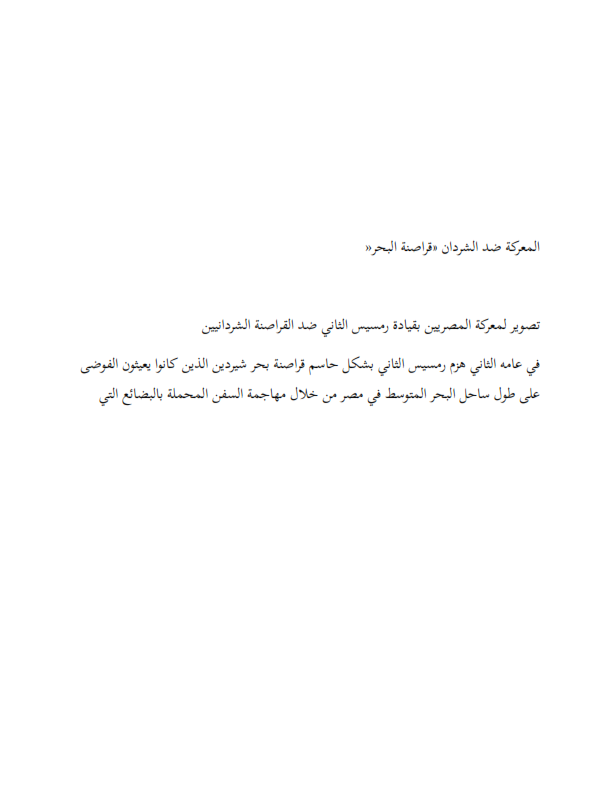 المعركة ضد الشردان «قراصنة البحر«
تصوير لمعركة المصريين بقيادة رمسيس الثاني ضد القراصنة الشردانيين
في عامه الثاني هزم رمسيس الثاني بشكل حاسم قراصنة بحر شيردين الذين كانوا يعيثون الفوضى
على طول ساحل البحر المتوسط في مصر من خلال مهاجمة السفن المحملة بالبضائع التي